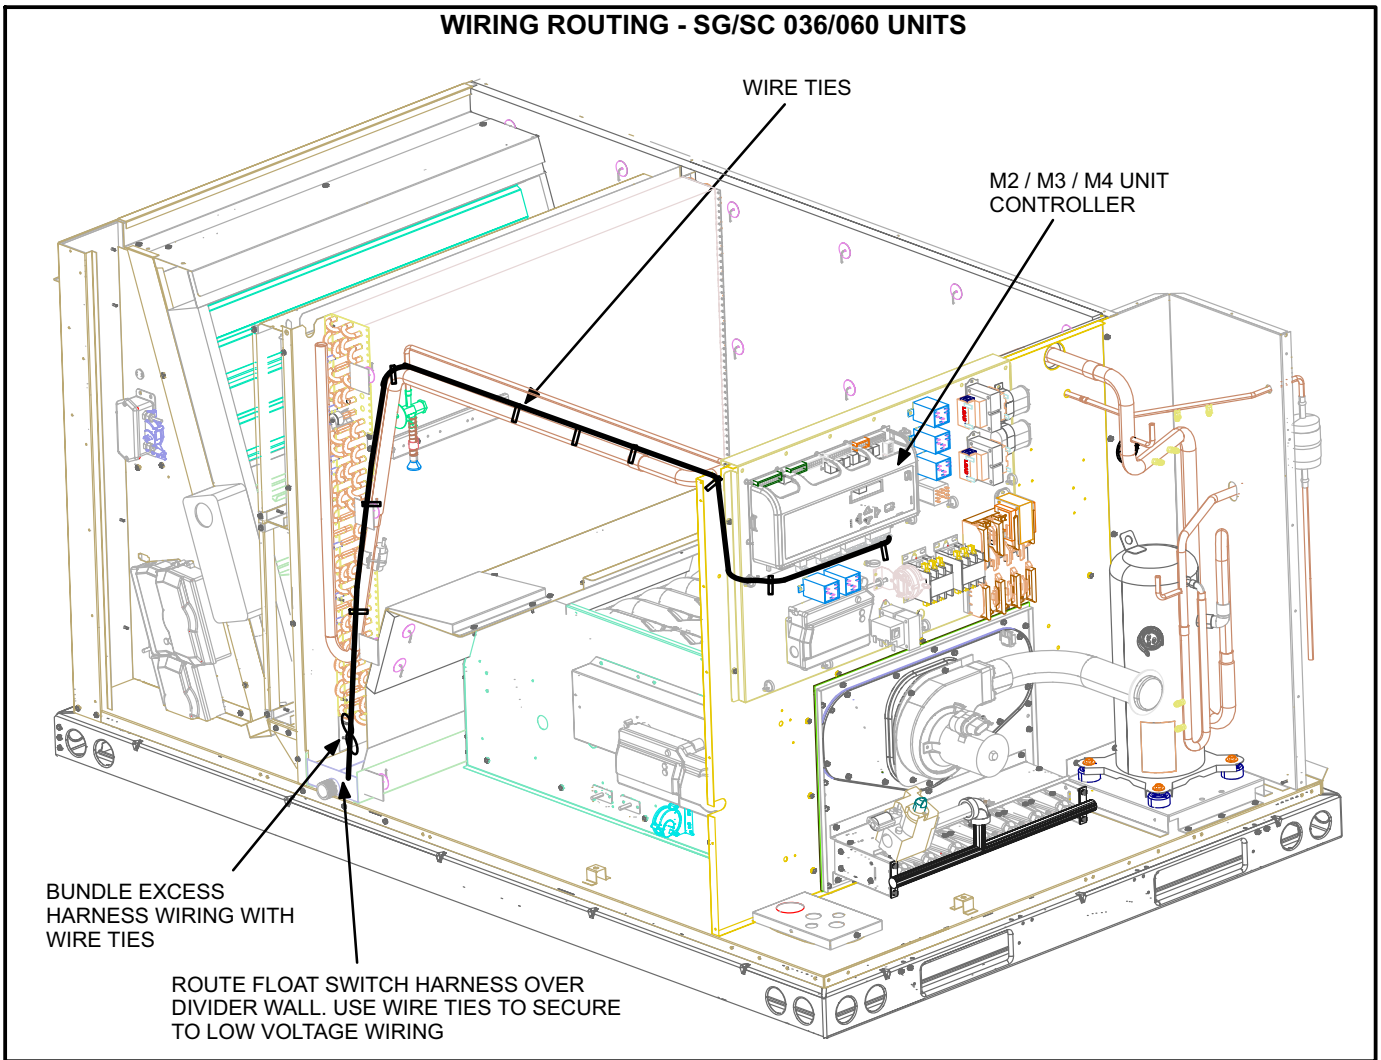 WIRING ROUTING - SG/SC 036/060 UNITS
WIRE TIES
M2 / M3 / M4 UNIT
CONTROLLER
BUNDLE EXCESS
HARNESS WIRING WITH
WIRE TIES
ROUTE FLOAT SWITCH HARNESS OVER
DIVIDER WALL. USE WIRE TIES TO SECURE
TO LOW VOLTAGE WIRING